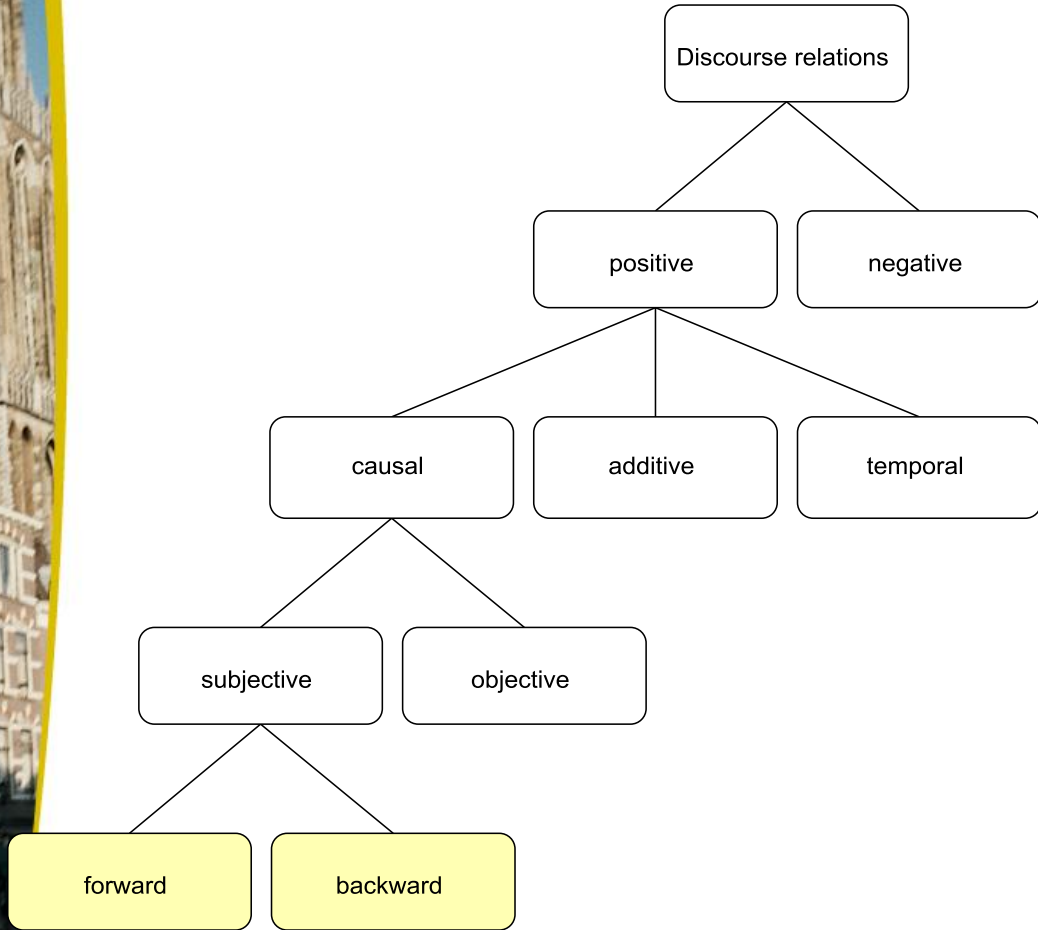 Discourse relations
positive
negative
causal
additive
temporal
subjective
objective
forward
backward